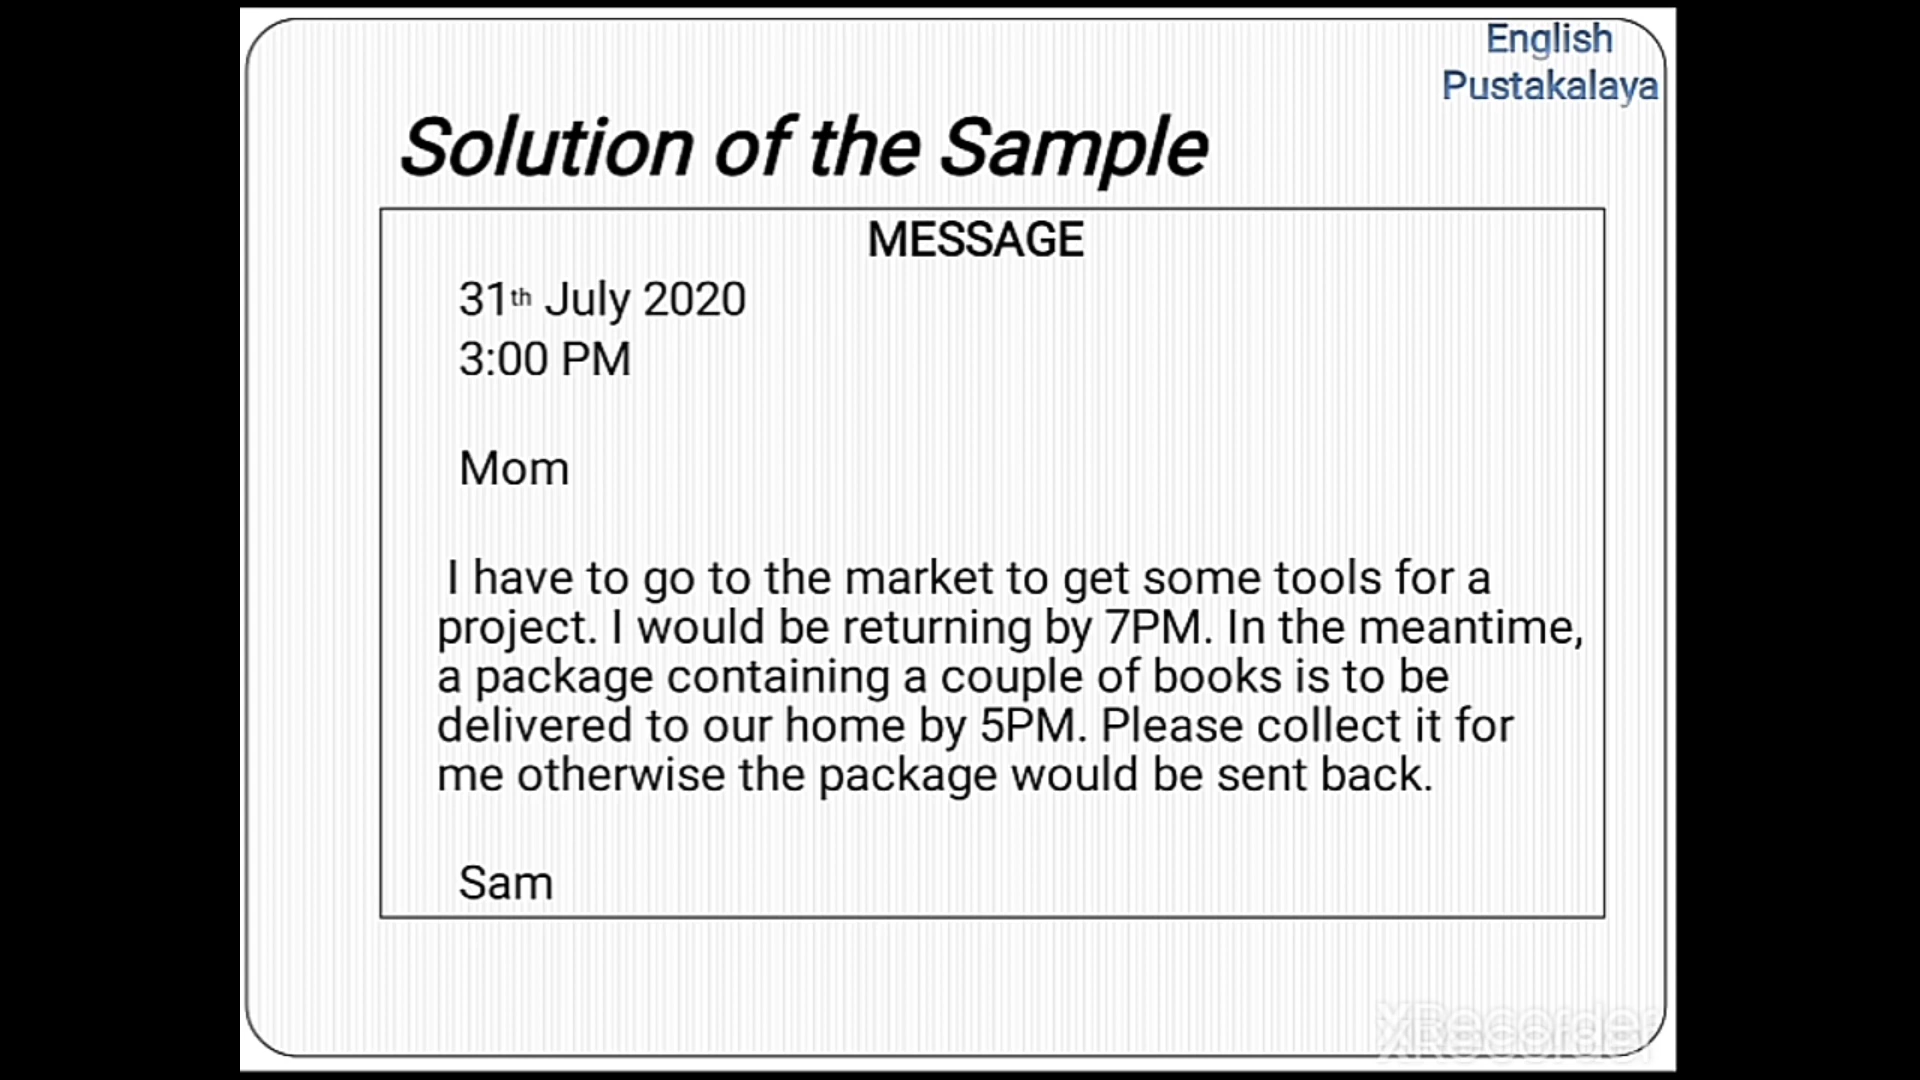 English
Pustakalaya
Solution of the Sample
MESSAGE
31th July 2020
3:00 PM
Mom
I have to go to the market to get some tools for a
project. I would be returning by 7PM. In the meantime,
a package containing a couple of books is to be
delivered to our home by 5PM. Please collect it for
me otherwise the package would be sent back.
Sam
XRecorder
XRecorder